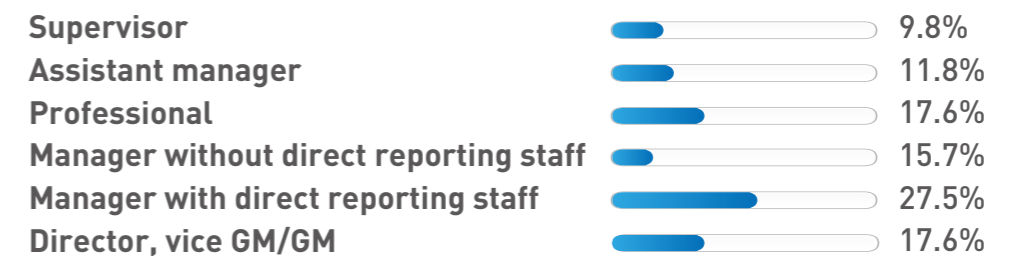 Supervisor 9.8%
Assistant manager 11.8%
Professional 17.6%
Manager without direct reporting staff 15.7%
Manager with direct reporting staff 27.5%
Director, vice GM/GM 17.6%